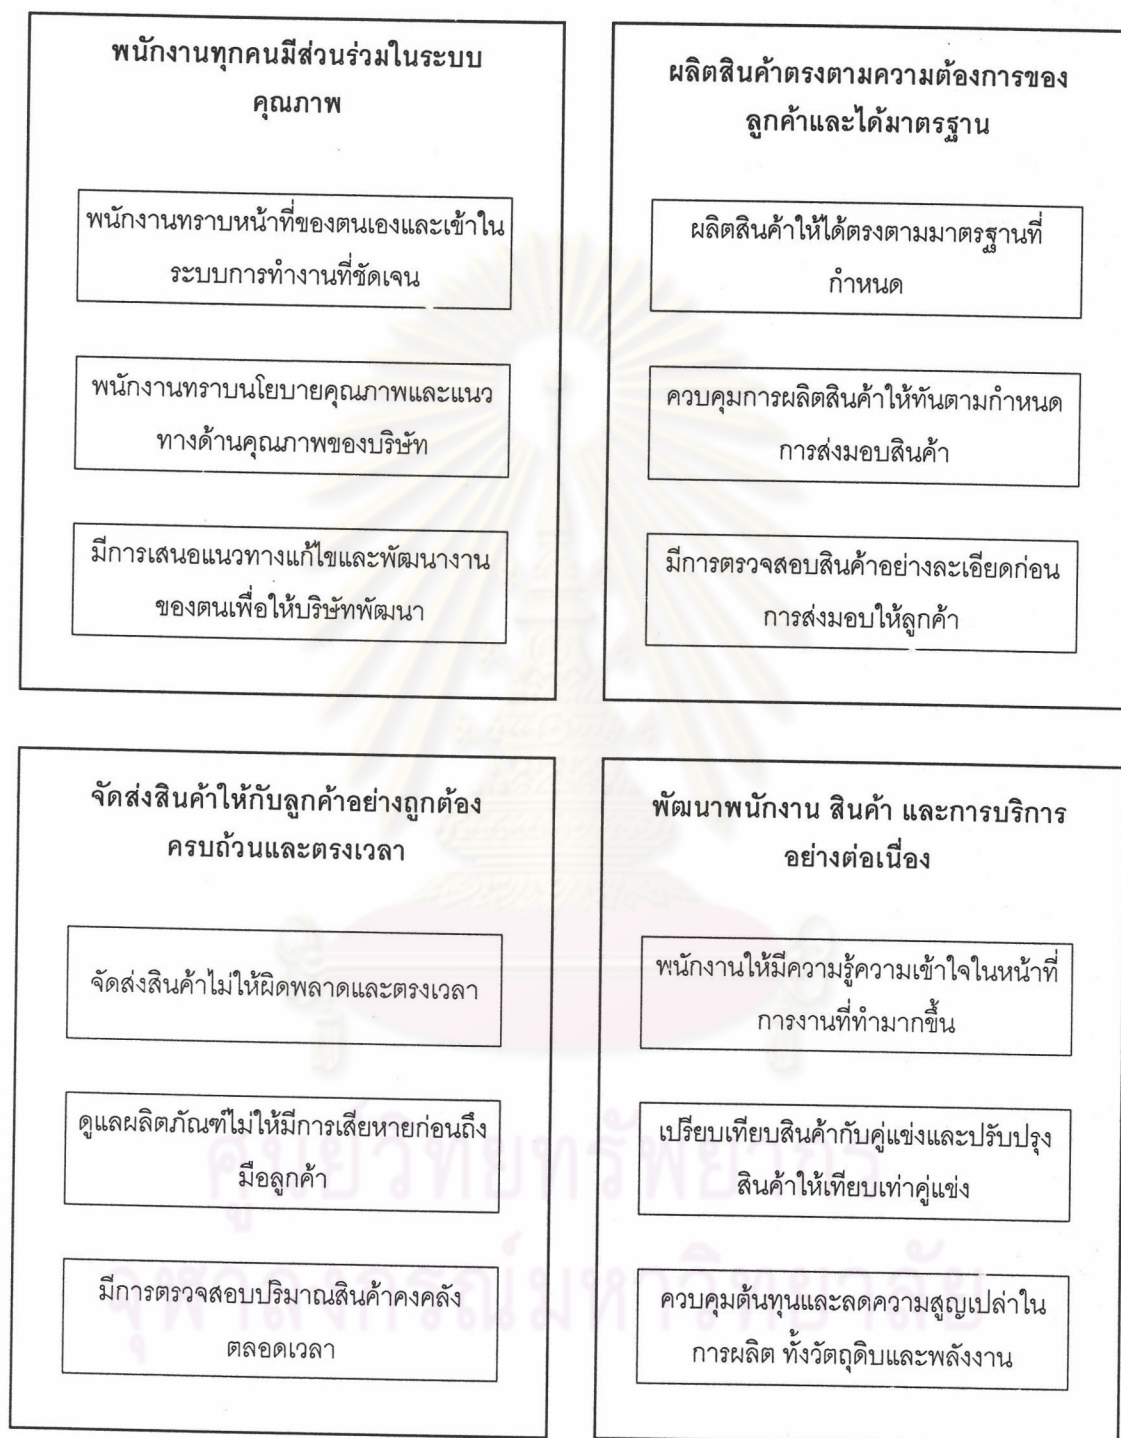 พนักงานทุกคนมีส่วนร่วมในระบบ
คุณภาพ
พนักงานทราบหน้าที่ของตนเองและเข้าใน
ระบบการทำงานที่ชัดเจน
พนักงานทราบนโยบายคุณภาพและแนว
ทางด้านคุณภาพของบริษัท
มีการเสนอแนวทางแก้ไขและพัฒนางาน
ของตนเพื่อให้บริษัทพัฒนา
ผลิตสินค้าตรงตามความต้องการของ
ลูกค้าและได้มาตรฐาน
ผลิตสินค้าให้ได้ตรงตามมาตรฐานที่
กำหนด
ควบคุมการผลิตสินค้าให้ทันตามกำหนด
การส่งมอบสินค้า
มีการตรวจสอบสินค้าอย่างละเอียดก่อน
การส่งมอบให้ลูกค้า
จัดส่งสินค้าให้กับลูกค้าอย่างถูกต้อง
ครบถ้วนและตรงเวลา
จัดส่งสินค้าไม่ให้ผิดพลาดและตรงเวลา
ดูแลผลิตภัณฑ์ไม่ให้มีการเสียหายก่อนถึง
มือลูกค้า
มีการตรวจสอบปริมาณสินค้าคงคลัง
ตลอดเวลา
พัฒนาพนักงาน สินค้า และการบริการ
อย่างต่อเนื่อง
พนักงานให้มีความรู้ความเข้าใจในหน้าที่
การงานที่ทำมากขึ้น
เปรียบเทียบสินค้ากับคู่แข่งและปรับปรุง
สินค้าให้เทียบเท่าคู่แข่ง
ควบคุมต้นทุนและลดความสูญเปล่าใน
การผลิต ทั้งวัตถุดิบและพลังงาน
ศูนย์วิทยทรัพยากร
จุฬาลงกรณ์มหาวิทยาลัย